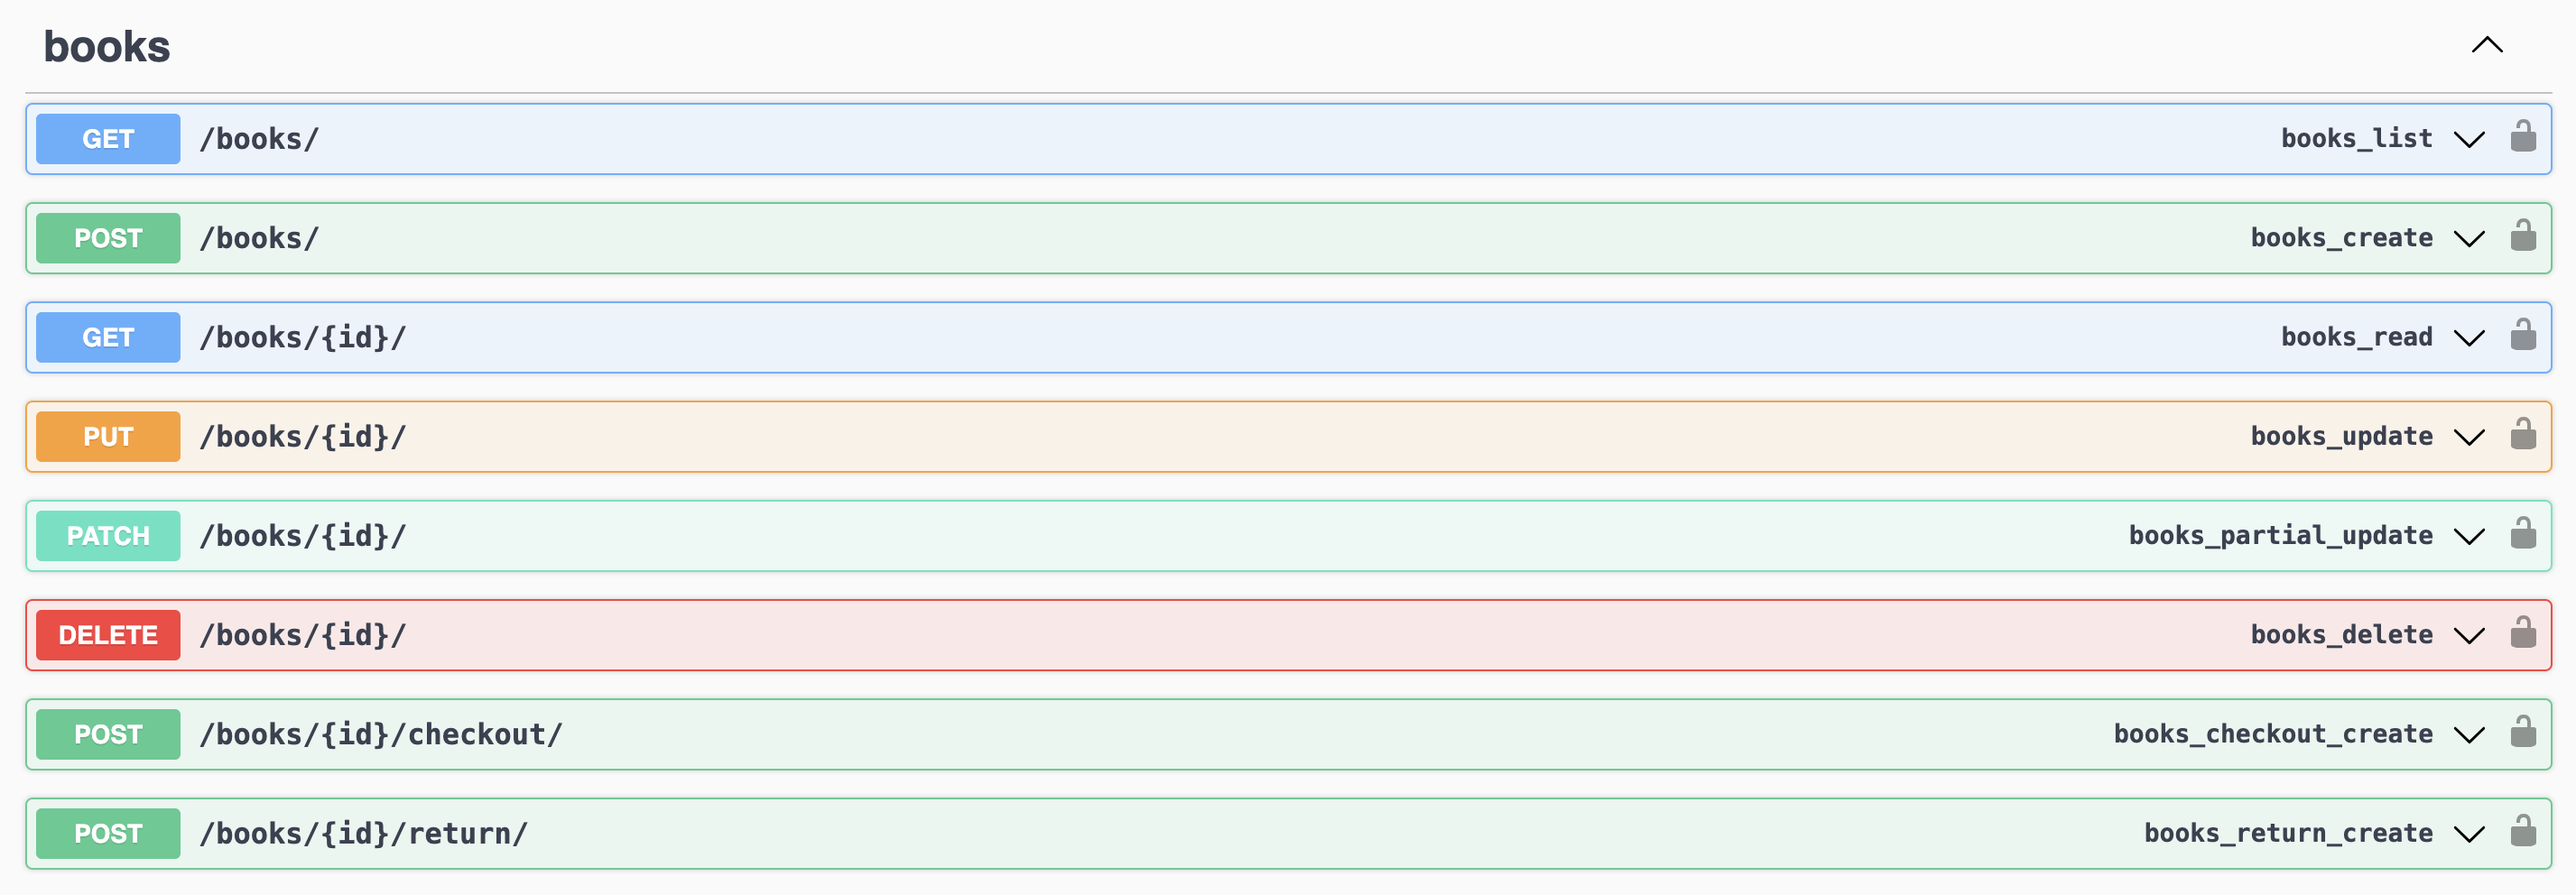 books
GET /books/ books_list
POST /books/ books_create
GET /books/{id}/ books_read
PUT /books/{id}/ books_update
PATCH /books/{id}/ books_partial_update
DELETE /books/{id}/ books_delete
POST /books/{id}/checkout/ books_checkout_create
POST /books/{id}/return/ books_return_create